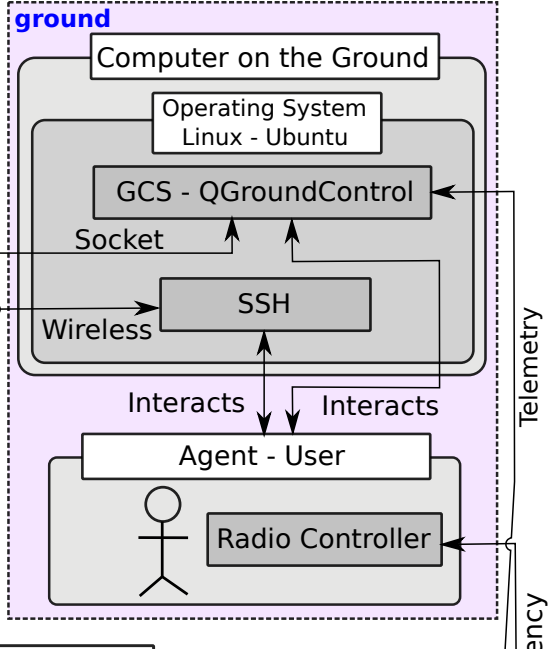 ground
Computer on the Ground
Operating System
Linux - Ubuntu
GCS - QGroundControl
Socket
SSH
Wireless
Telemetry
Interacts
Interacts
Agent - User
Radio Controller